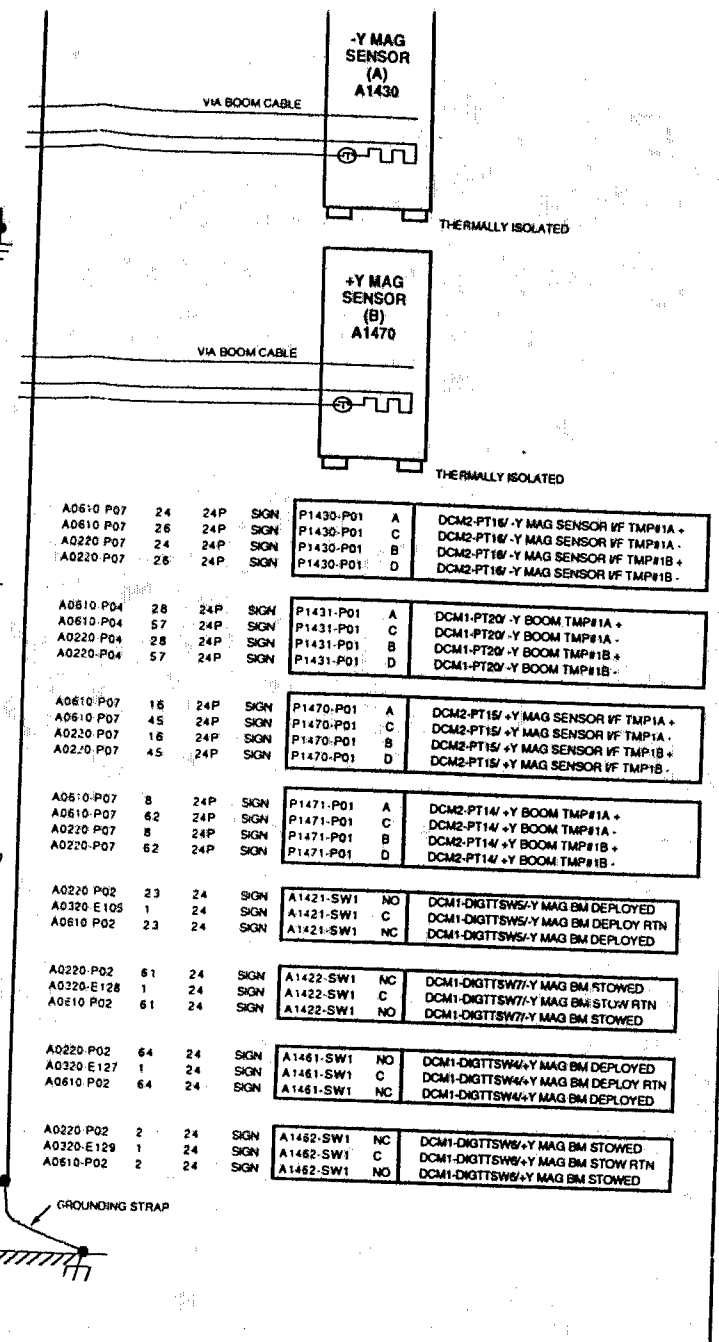 -Y MAG
SENSOR
(A)
A1430
VIA BOOM CABLE
T
THERMALLY ISOLATED
+Y MAG
SENSOR
(B)
A1470
VIA BOOM CABLE
T
THERMALLY ISOLATED
A0610 P07 24 24P SIGN P1430-P01 A DCM2-PT16/ -Y MAG SENSOR I/F TMP#1A +
A0610 P07 26 24P SIGN P1430-P01 C DCM2-PT16/ -Y MAG SENSOR I/F TMP#1A -
A0220 P07 24 24P SIGN P1430-P01 B DCM2-PT16/ -Y MAG SENSOR I/F TMP#1B +
A0220 P07 26 24P SIGN P1430-P01 D DCM2-PT16/ -Y MAG SENSOR I/F TMP#1B -
A0610-P04 28 24P SIGN P1431-P01 A DCM1-PT20/ -Y BOOM TMP#1A +
A0610-P04 57 24P SIGN P1431-P01 C DCM1-PT20/ -Y BOOM TMP#1A -
A0220-P04 28 24P SIGN P1431-P01 B DCM1-PT20/ -Y BOOM TMP#1B +
A0220-P04 57 24P SIGN P1431-P01 D DCM1-PT20/ -Y BOOM TMP#1B -
A0610 P07 16 24P SIGN P1470-P01 A DCM2-PT15/ +Y MAG SENSOR I/F TMP1A +
A0610-P07 45 24P SIGN P1470-P01 C DCM2-PT15/ +Y MAG SENSOR I/F TMP1A -
A0220-P07 16 24P SIGN P1470-P01 B DCM2-PT15/ +Y MAG SENSOR I/F TMP1B +
A0220-P07 45 24P SIGN P1470-P01 D DCM2-PT15/ +Y MAG SENSOR I/F TMP1B -
A0610-P07 8 24P SIGN P1471-P01 A DCM2-PT14/ +Y BOOM TMP#1A +
A0610-P07 62 24P SIGN P1471-P01 C DCM2-PT14/ +Y BOOM TMP#1A -
A0220 P07 8 24P SIGN P1471-P01 B DCM2-PT14/ +Y BOOM TMP#1B +
A0220-P07 62 24P SIGN P1471-P01 D DCM2-PT14/ +Y BOOM TMP#1B -
A0220 P02 23 24 SIGN A1421-SW1 NO DCM1-DIGTTSW5/-Y MAG BM DEPLOYED
A0320-E105 1 24 SIGN A1421-SW1 C DCM1-DIGTTSW5/-Y MAG BM DEPLOY RTN
A0610 P02 23 24 SIGN A1421-SW1 NC DCM1-DIGTTSW5/-Y MAG BM DEPLOYED
A0220-P02 61 24 SIGN A1422-SW1 NC DCM1-DIGTTSW7/-Y MAG BM STOWED
A0320-E128 1 24 SIGN A1422-SW1 C DCM1-DIGTTSW7/-Y MAG BM STOW RTN
A0610 P02 61 24 SIGN A1422-SW1 NO DCM1-DIGTTSW7/-Y MAG BM STOWED
A0220-P02 64 24 SIGN A1461-SW1 NO DCM1-DIGTTSW4/+Y MAG BM DEPLOYED
A0320-E127 1 24 SIGN A1461-SW1 C DCM1-DIGTTSW4/+Y MAG BM DEPLOY RTN
A0610-P02 64 24 SIGN A1461-SW1 NC DCM1-DIGTTSW4/+Y MAG BM DEPLOYED
A0220-P02 2 24 SIGN A1462-SW1 NC DCM1-DIGTTSW6/+Y MAG BM STOWED
A0320-E129 1 24 SIGN A1462-SW1 C DCM1-DIGTTSW6/+Y MAG BM STOW RTN
A0610-P02 2 24 SIGN A1462-SW1 NO DCM1-DIGTTSW6/+Y MAG BM STOWED
GROUNDING STRAP